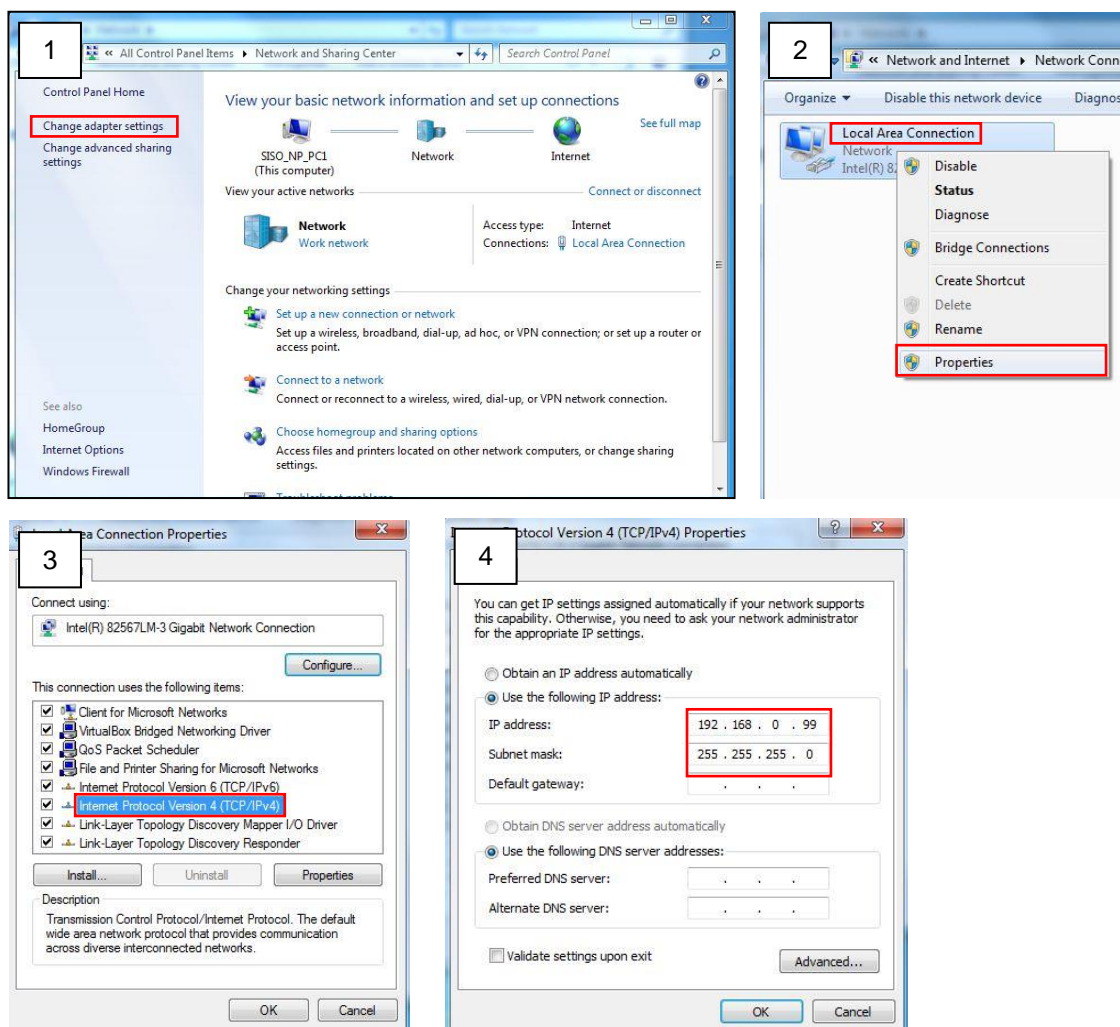 1
« All Control Panel Items ▸ Network and Sharing Center
Search Control Panel
Control Panel Home
Change adapter settings
Change advanced sharing
settings
See also
HomeGroup
Internet Options
Windows Firewall
View your basic network information and set up connections
See full map
SISO_NP_PC1
(This computer)
Network
Internet
View your active networks
Connect or disconnect
Network
Work network
Access type: Internet
Connections: Local Area Connection
Change your networking settings
Set up a new connection or network
Set up a wireless, broadband, dial-up, ad hoc, or VPN connection; or set up a router or
access point.
Connect to a network
Connect or reconnect to a wireless, wired, dial-up, or VPN network connection.
Choose homegroup and sharing options
Access files and printers located on other network computers, or change sharing
settings.
Troubleshoot problems
2
« Network and Internet ▸ Network Conn
Organize Disable this network device Diagnos
Local Area Connection
Network
Intel(R) 82
Disable
Status
Diagnose
Bridge Connections
Create Shortcut
Delete
Rename
Properties
3
ea Connection Properties
Connect using:
Intel(R) 82567LM-3 Gigabit Network Connection
Configure...
This connection uses the following items:
Client for Microsoft Networks
VirtualBox Bridged Networking Driver
QoS Packet Scheduler
File and Printer Sharing for Microsoft Networks
Internet Protocol Version 6 (TCP/IPv6)
Internet Protocol Version 4 (TCP/IPv4)
Link-Layer Topology Discovery Mapper I/O Driver
Link-Layer Topology Discovery Responder
Install... Uninstall Properties
Description
Transmission Control Protocol/Internet Protocol. The default
wide area network protocol that provides communication
across diverse interconnected networks.
OK Cancel
4
otocol Version 4 (TCP/IPv4) Properties
You can get IP settings assigned automatically if your network supports
this capability. Otherwise, you need to ask your network administrator
for the appropriate IP settings.
Obtain an IP address automatically
Use the following IP address:
IP address: 192 . 168 . 0 . 99
Subnet mask: 255 . 255 . 255 . 0
Default gateway: . . .
Obtain DNS server address automatically
Use the following DNS server addresses:
Preferred DNS server: . . .
Alternate DNS server: . . .
Validate settings upon exit
Advanced...
OK Cancel